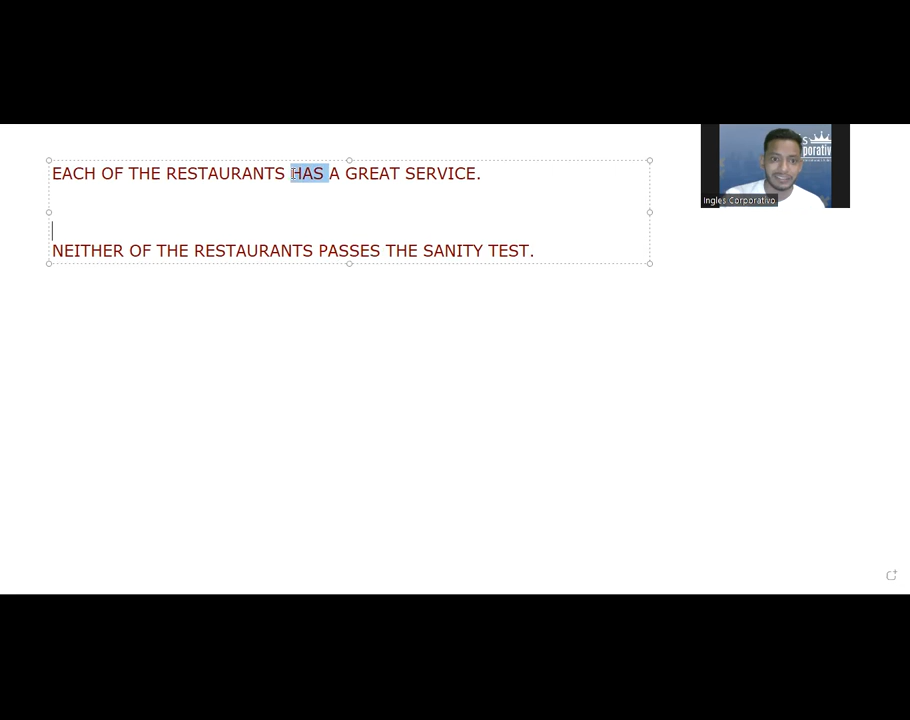 EACH OF THE RESTAURANTS HAS A GREAT SERVICE.
NEITHER OF THE RESTAURANTS PASSES THE SANITY TEST.
Ingles Corporativo